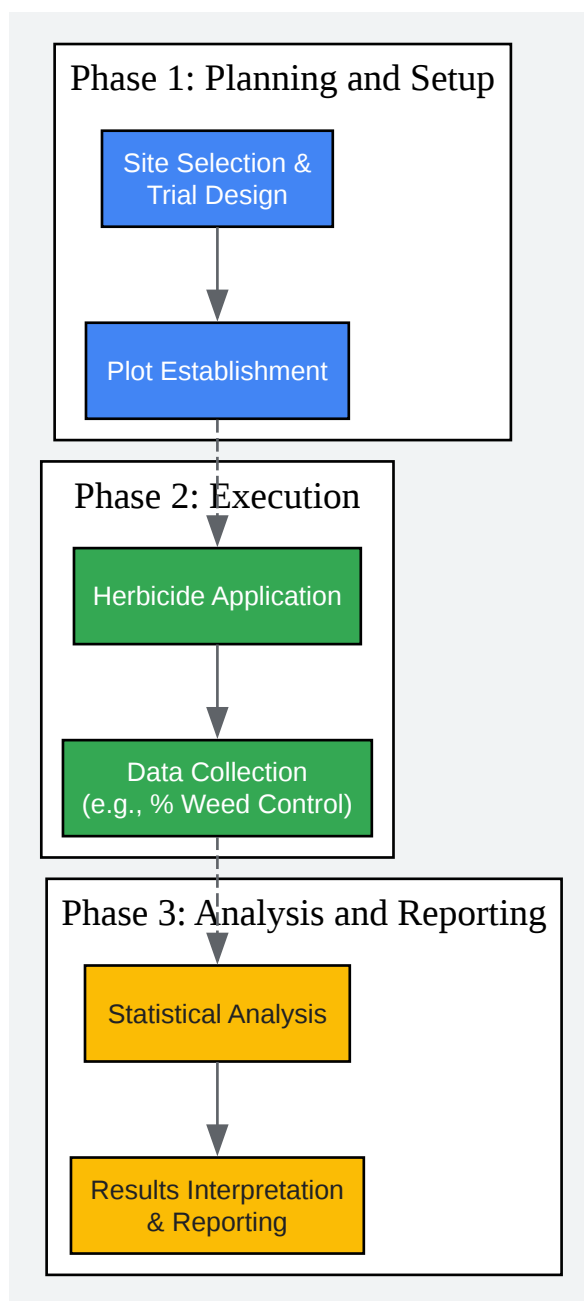 Phase 1: Planning and Setup
Site Selection &
Trial Design
Plot Establishment
Phase 2: Execution
Herbicide Application
Data Collection
(e.g., % Weed Control)
Phase 3: Analysis and Reporting
Statistical Analysis
Results Interpretation
& Reporting